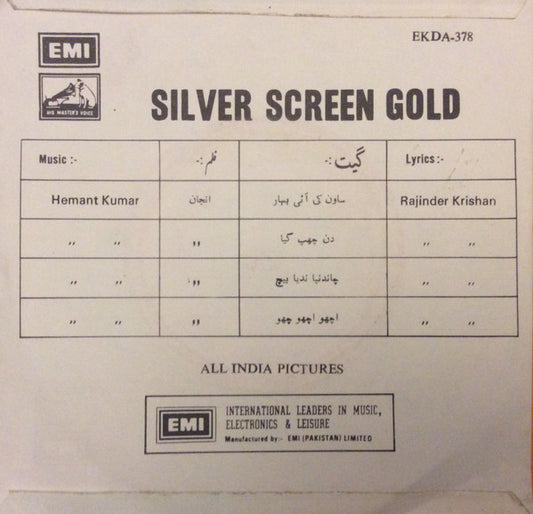 EMI
EKDA-378
HIS MASTER'S VOICE
SILVER SCREEN GOLD
Music :- فلم :- گیت :- Lyrics :-
Hemant Kumar انجان ساون کی آئی بہار Rajinder Krishan
,, ,, ,, دن چھپ گیا ,, ,,
,, ,, ,, چاندنیا ندیا بیچ ,, ,,
,, ,, ,, اچھو اچھو چھو ,, ,,
ALL INDIA PICTURES
EMI
INTERNATIONAL LEADERS IN MUSIC,
ELECTRONICS & LEISURE
Manufactured by:- EMI (PAKISTAN) LIMITED